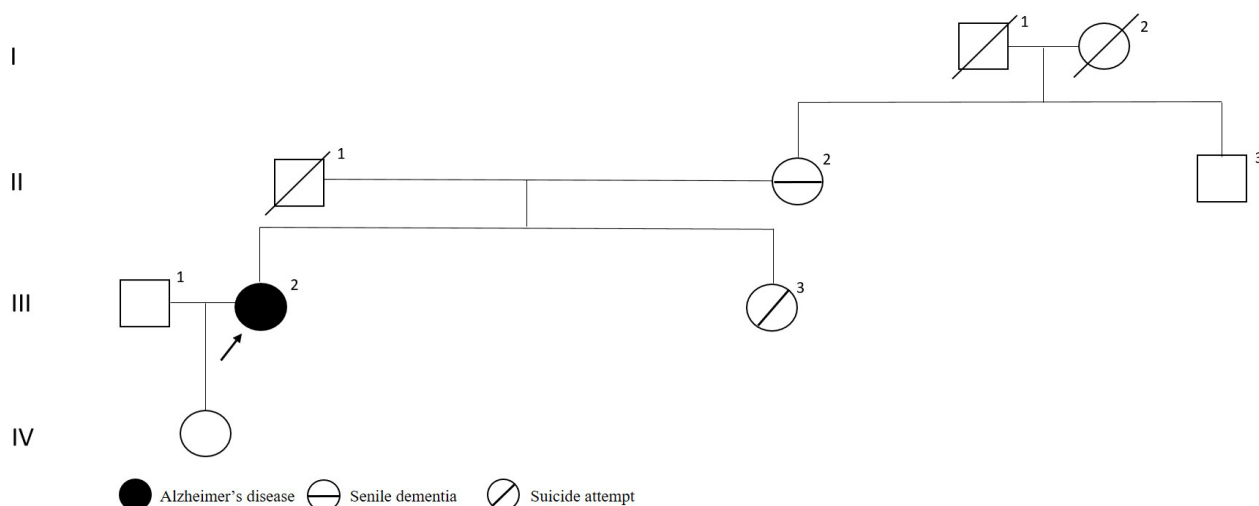 I
1
2
II
1
2
3
III
1
2
3
IV
Alzheimer’s disease
Senile dementia
Suicide attempt